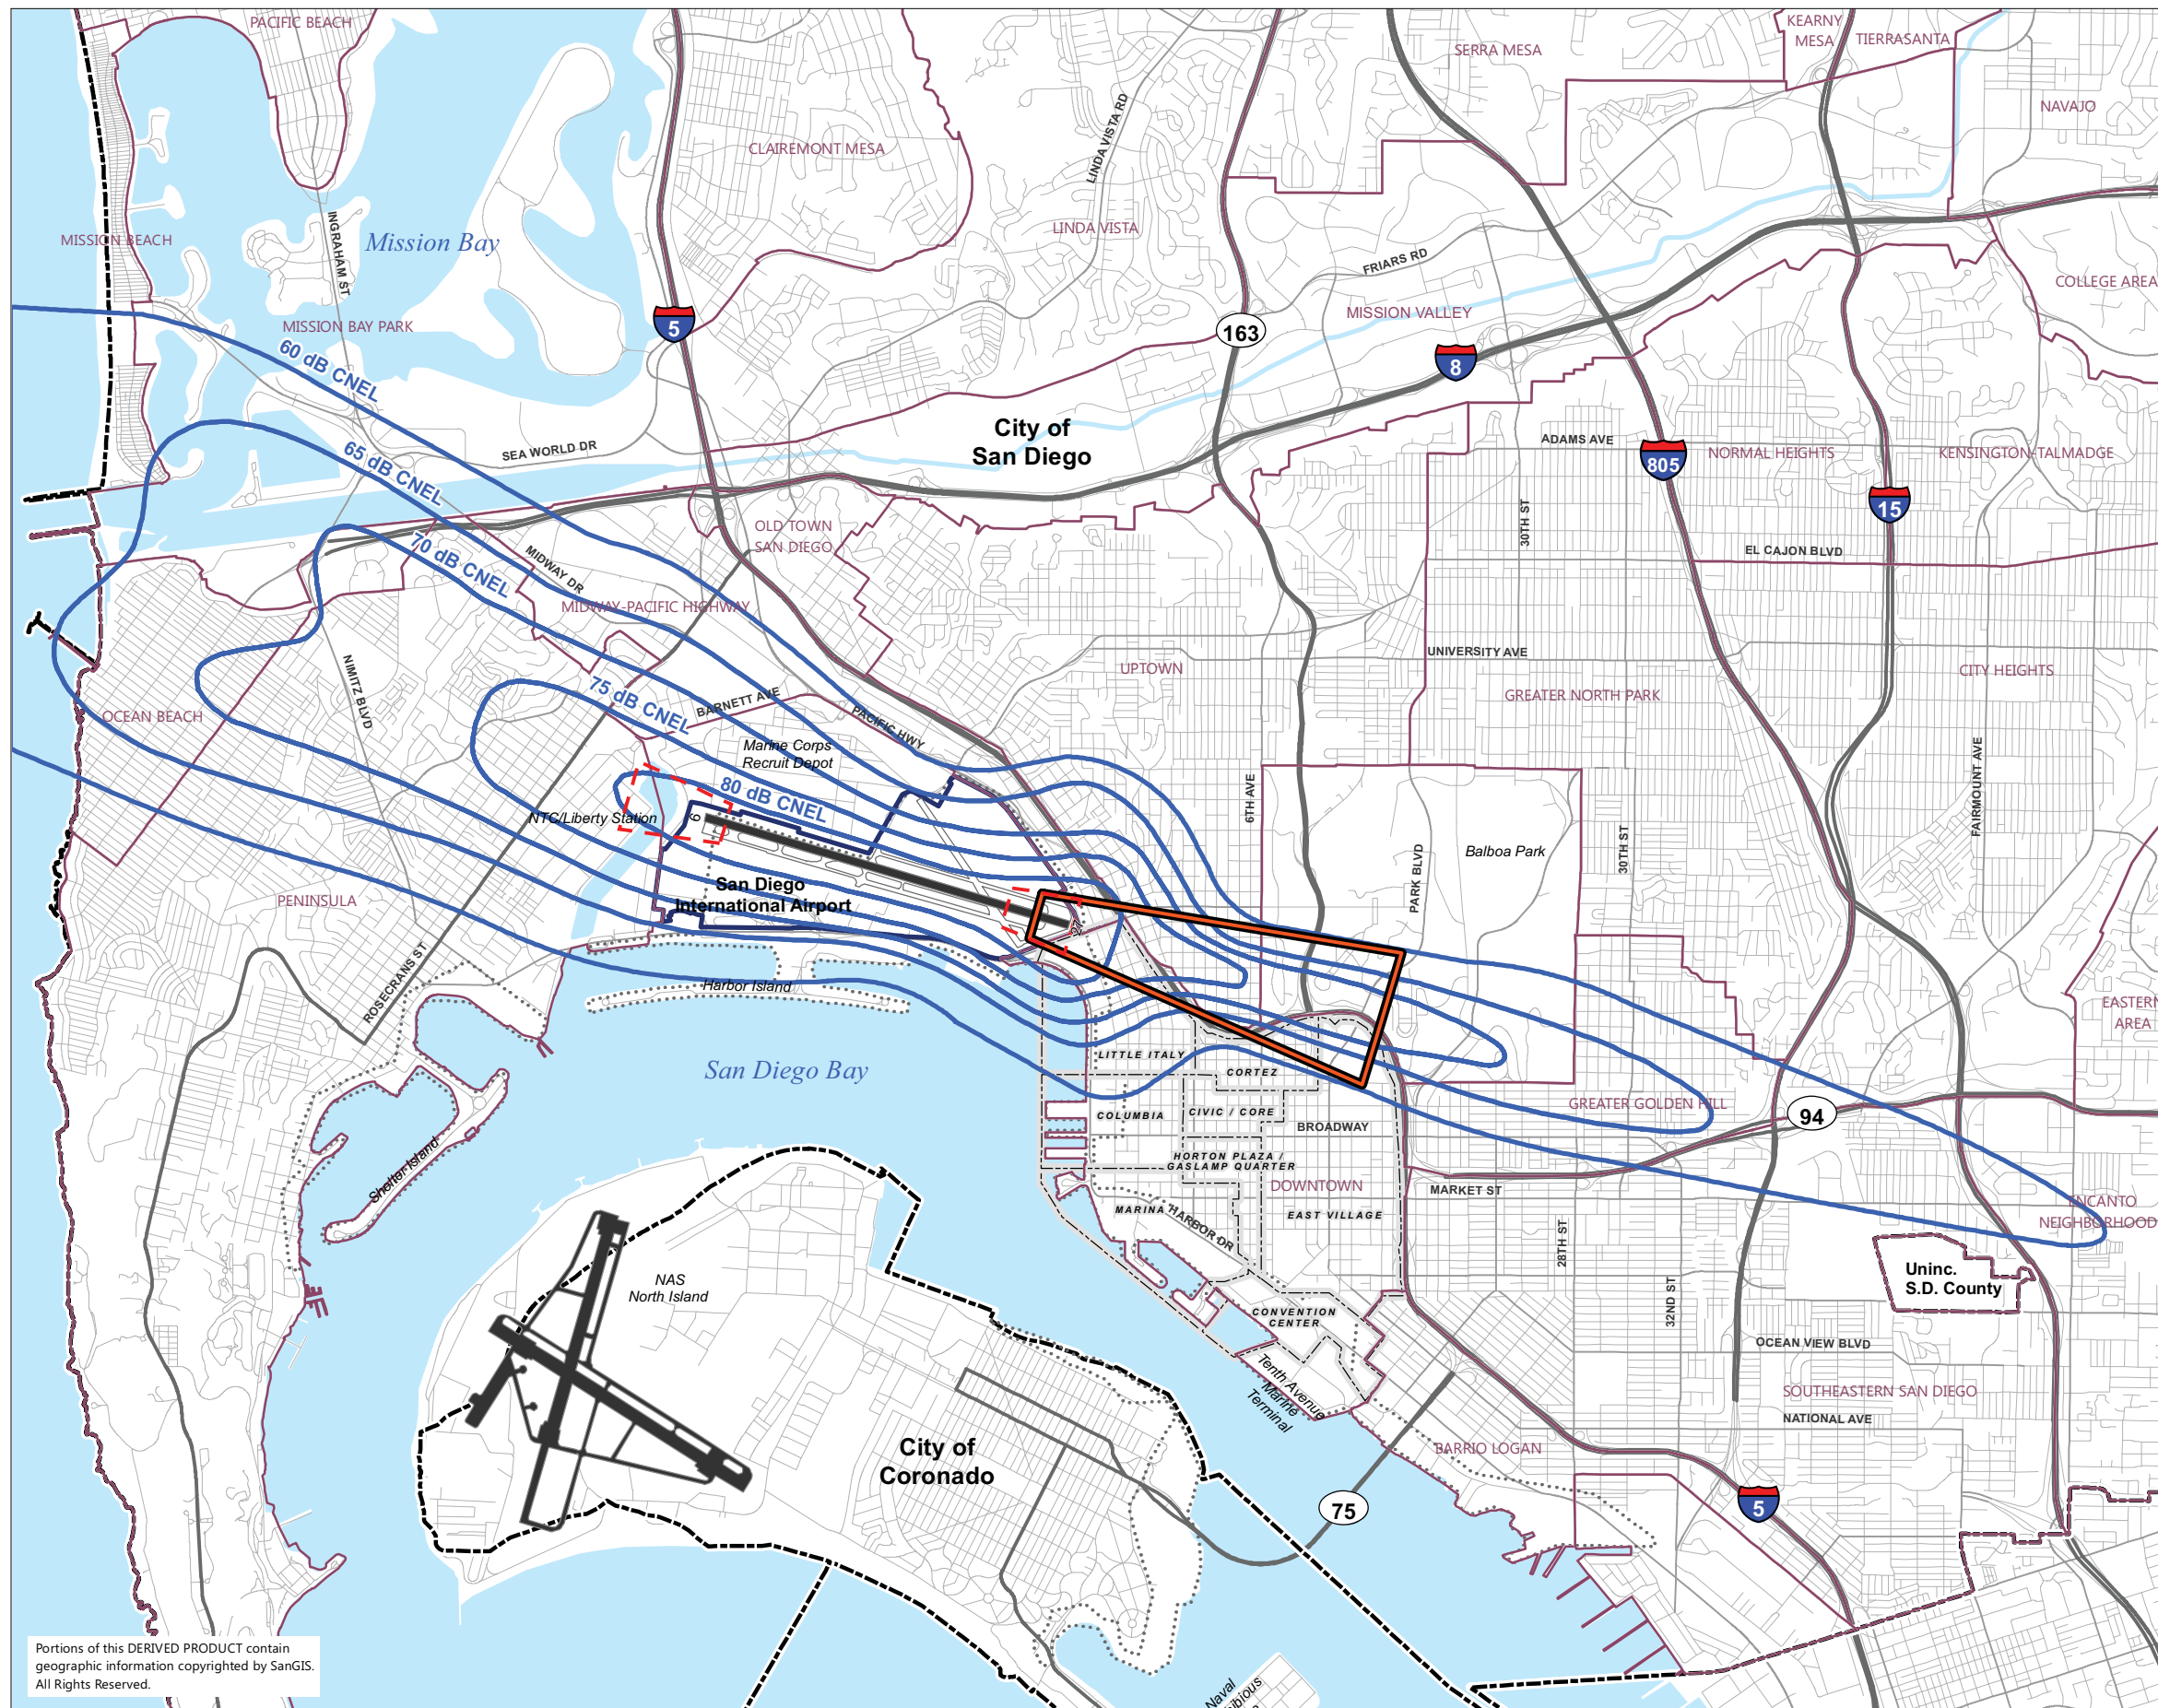 PACIFIC BEACH
KEARNY
MESA
TIERRASANTA
SERRA MESA
NAVAJO
CLAIREMONT MESA
LINDA VISTA RD
LINDA VISTA
MISSION BEACH
INGRAHAM ST
Mission Bay
FRIARS RD
COLLEGE AREA
MISSION BAY PARK
5
163
MISSION VALLEY
8
60 dB CNEL
City of
San Diego
SEA WORLD DR
65 dB CNEL
ADAMS AVE
805
NORMAL HEIGHTS
KENSINGTON-TALMADGE
15
30TH ST
OLD TOWN
SAN DIEGO
70 dB CNEL
MIDWAY DR
EL CAJON BLVD
MIDWAY-PACIFIC HIGHWAY
UNIVERSITY AVE
UPTOWN
CITY HEIGHTS
NIMITZ BLVD
75 dB CNEL
BARNETT AVE
GREATER NORTH PARK
OCEAN BEACH
PACIFIC HWY
Marine Corps
Recruit Depot
6TH AVE
FAIRMOUNT AVE
80 dB CNEL
NTC/Liberty Station
9
PARK BLVD
30TH ST
Balboa Park
San Diego
International Airport
PENINSULA
27
ROSECRANS ST
Harbor Island
EASTERN
AREA
San Diego Bay
LITTLE ITALY
CORTEZ
COLUMBIA
CIVIC / CORE
BROADWAY
GREATER GOLDEN HILL
94
Shelter Island
HORTON PLAZA /
GASLAMP QUARTER
DOWNTOWN
MARKET ST
MARINA
HARBOR DR
EAST VILLAGE
28TH ST
ENCANTO
NEIGHBORHOOD
NAS
North Island
Uninc.
S.D. County
CONVENTION
CENTER
32ND ST
OCEAN VIEW BLVD
Tenth Avenue
Marine
Terminal
SOUTHEASTERN SAN DIEGO
NATIONAL AVE
City of
Coronado
BARRIO LOGAN
75
5
Portions of this DERIVED PRODUCT contain
geographic information copyrighted by SanGIS.
All Rights Reserved.
Naval